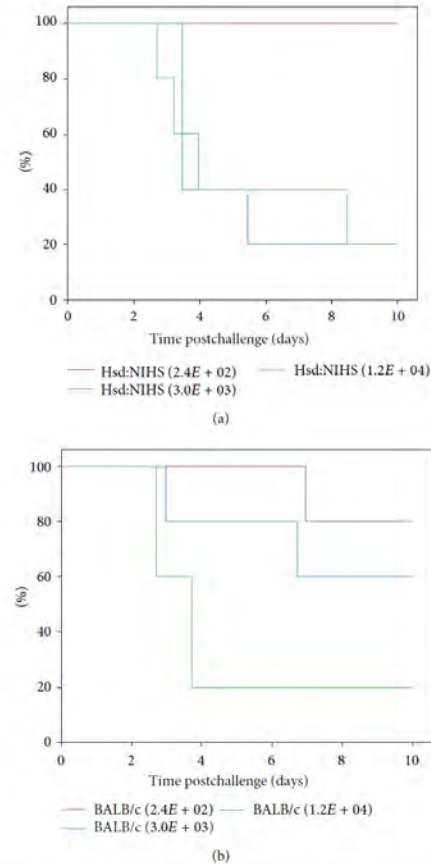 100
80
60
40
20
0
(%)
0 2 4 6 8 10
Time postchallenge (days)
Hsd:NIHS (2.4E + 02) Hsd:NIHS (1.2E + 04)
Hsd:NIHS (3.0E + 03)
(a)
100
80
60
40
20
0
(%)
0 2 4 6 8 10
Time postchallenge (days)
BALB/c (2.4E + 02) BALB/c (1.2E + 04)
BALB/c (3.0E + 03)
(b)